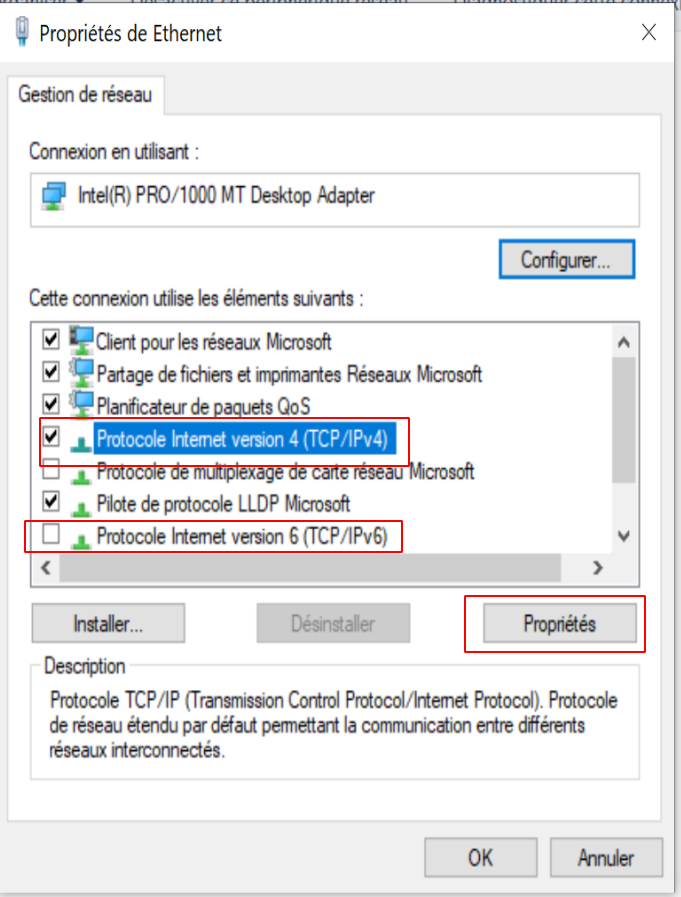 Propriétés de Ethernet
Gestion de réseau
Connexion en utilisant :
Intel(R) PRO/1000 MT Desktop Adapter
Configurer...
Cette connexion utilise les éléments suivants :
Client pour les réseaux Microsoft
Partage de fichiers et imprimantes Réseaux Microsoft
Planificateur de paquets QoS
Protocole Internet version 4 (TCP/IPv4)
Protocole de multiplexage de carte réseau Microsoft
Pilote de protocole LLDP Microsoft
Protocole Internet version 6 (TCP/IPv6)
Installer...
Désinstaller
Propriétés
Description
Protocole TCP/IP (Transmission Control Protocol/Internet Protocol). Protocole
de réseau étendu par défaut permettant la communication entre différents
réseaux interconnectés.
OK
Annuler